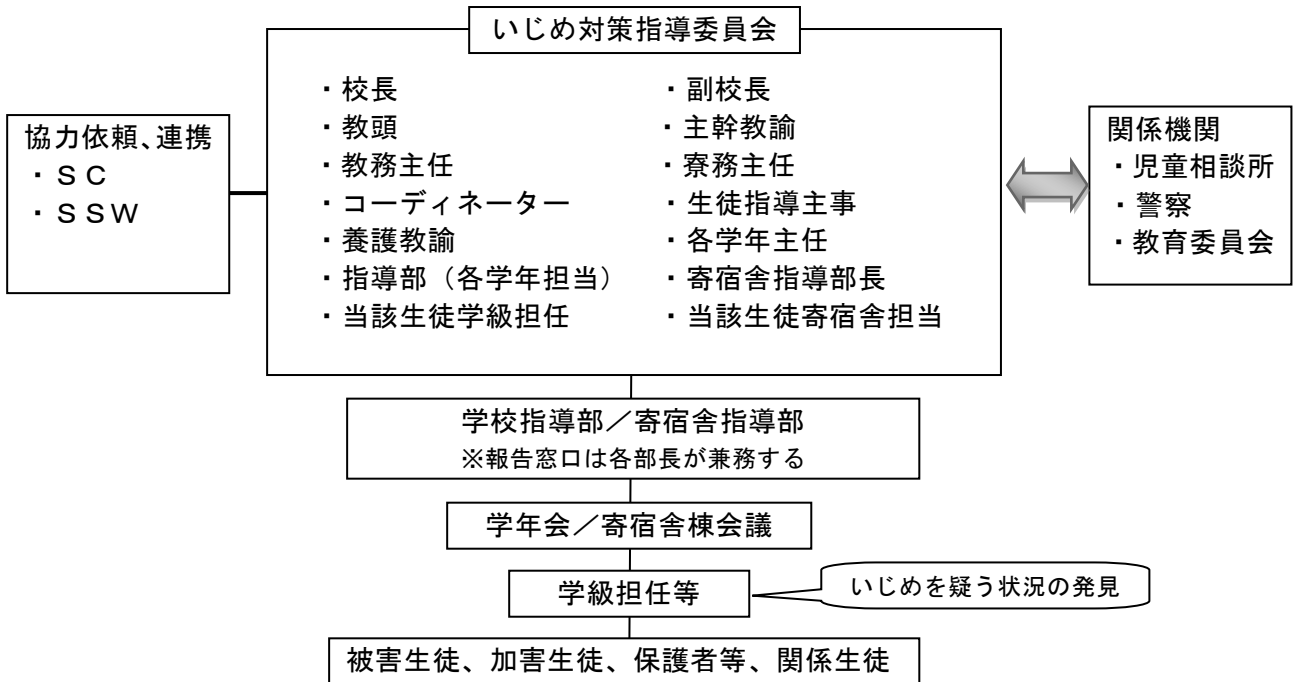 いじめ対策指導委員会
・校長
・副校長
・教頭
・主幹教諭
・教務主任
・寮務主任
・コーディネーター
・生徒指導主事
・養護教諭
・各学年主任
・指導部（各学年担当）
・寄宿舎指導部長
・当該生徒学級担任
・当該生徒寄宿舎担当
協力依頼、連携
・ＳＣ
・ＳＳＷ
関係機関
・児童相談所
・警察
・教育委員会
学校指導部／寄宿舎指導部
※報告窓口は各部長が兼務する
学年会／寄宿舎棟会議
学級担任等
いじめを疑う状況の発見
被害生徒、加害生徒、保護者等、関係生徒